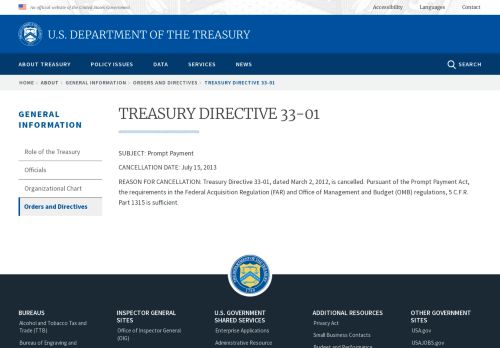 An official website of the United States Government
Accessibility Languages Contact
U.S. DEPARTMENT OF THE TREASURY
ABOUT TREASURY POLICY ISSUES DATA SERVICES NEWS SEARCH
HOME › ABOUT › GENERAL INFORMATION › ORDERS AND DIRECTIVES › TREASURY DIRECTIVE 33-01
GENERAL
INFORMATION
Role of the Treasury
Officials
Organizational Chart
Orders and Directives
TREASURY DIRECTIVE 33-01
SUBJECT: Prompt Payment
CANCELLATION DATE: July 15, 2013
REASON FOR CANCELLATION: Treasury Directive 33-01, dated March 2, 2012, is cancelled. Pursuant of the Prompt Payment Act,
the requirements in the Federal Acquisition Regulation (FAR) and Office of Management and Budget (OMB) regulations, 5 C.F.R.
Part 1315 is sufficient.
BUREAUS
Alcohol and Tobacco Tax and
Trade (TTB)
Bureau of Engraving and
INSPECTOR GENERAL
SITES
Office of Inspector General
(OIG)
U.S. GOVERNMENT
SHARED SERVICES
Enterprise Applications
Administrative Resource
ADDITIONAL RESOURCES
Privacy Act
Small Business Contacts
Budget and Performance
OTHER GOVERNMENT
SITES
USA.gov
USAJOBS.gov